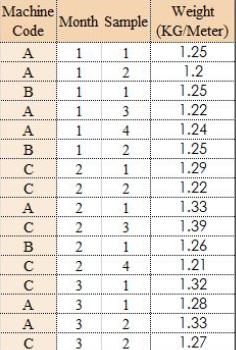 Machine Code Month Sample Weight (KG/Meter)
A 1 1 1.25
A 1 2 1.2
B 1 1 1.25
A 1 3 1.22
A 1 4 1.24
B 1 2 1.25
C 2 1 1.29
C 2 2 1.22
A 2 1 1.33
C 2 3 1.39
B 2 1 1.26
C 2 4 1.21
C 3 1 1.32
A 3 1 1.28
A 3 2 1.33
C 3 2 1.27